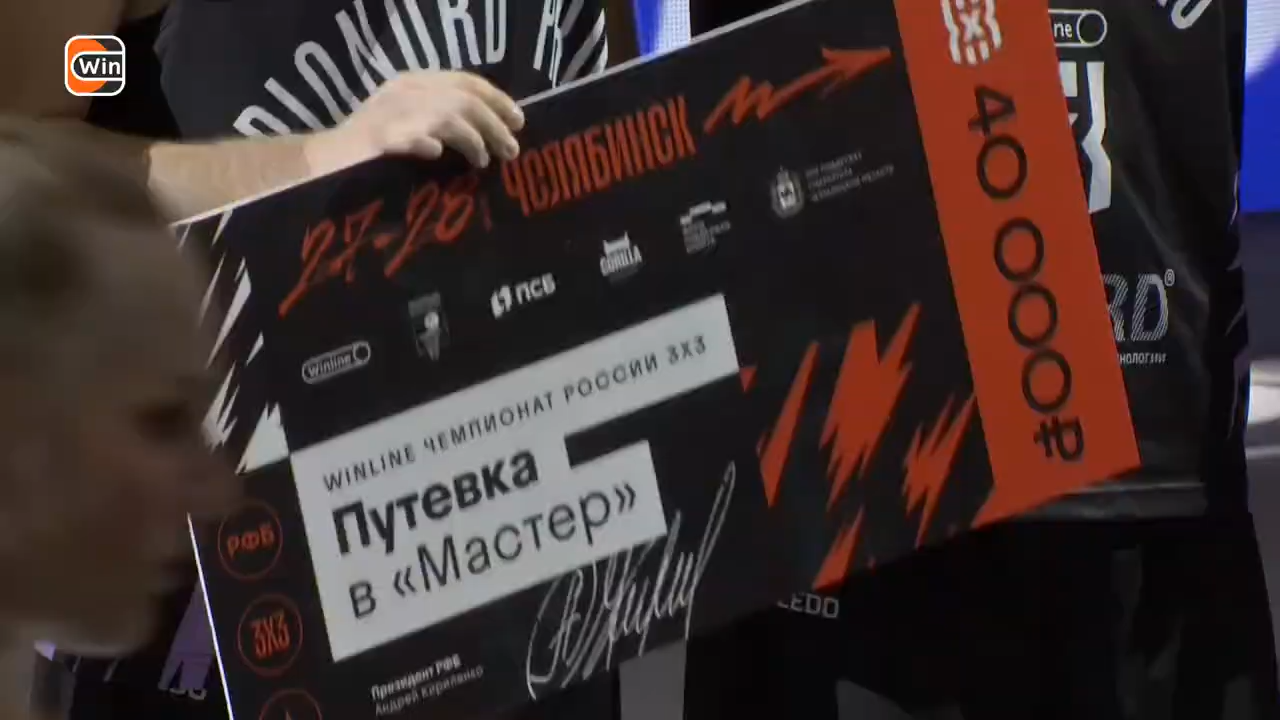 Win
27-28
ЧЕЛЯБИНСК
40 000₽
winline
ПСБ
GORILLA
WINLINE ЧЕМПИОНАТ РОССИИ 3Х3
Путевка
в «Мастер»
РФБ
3X3
Президент РФБ
Андрей Кириленко